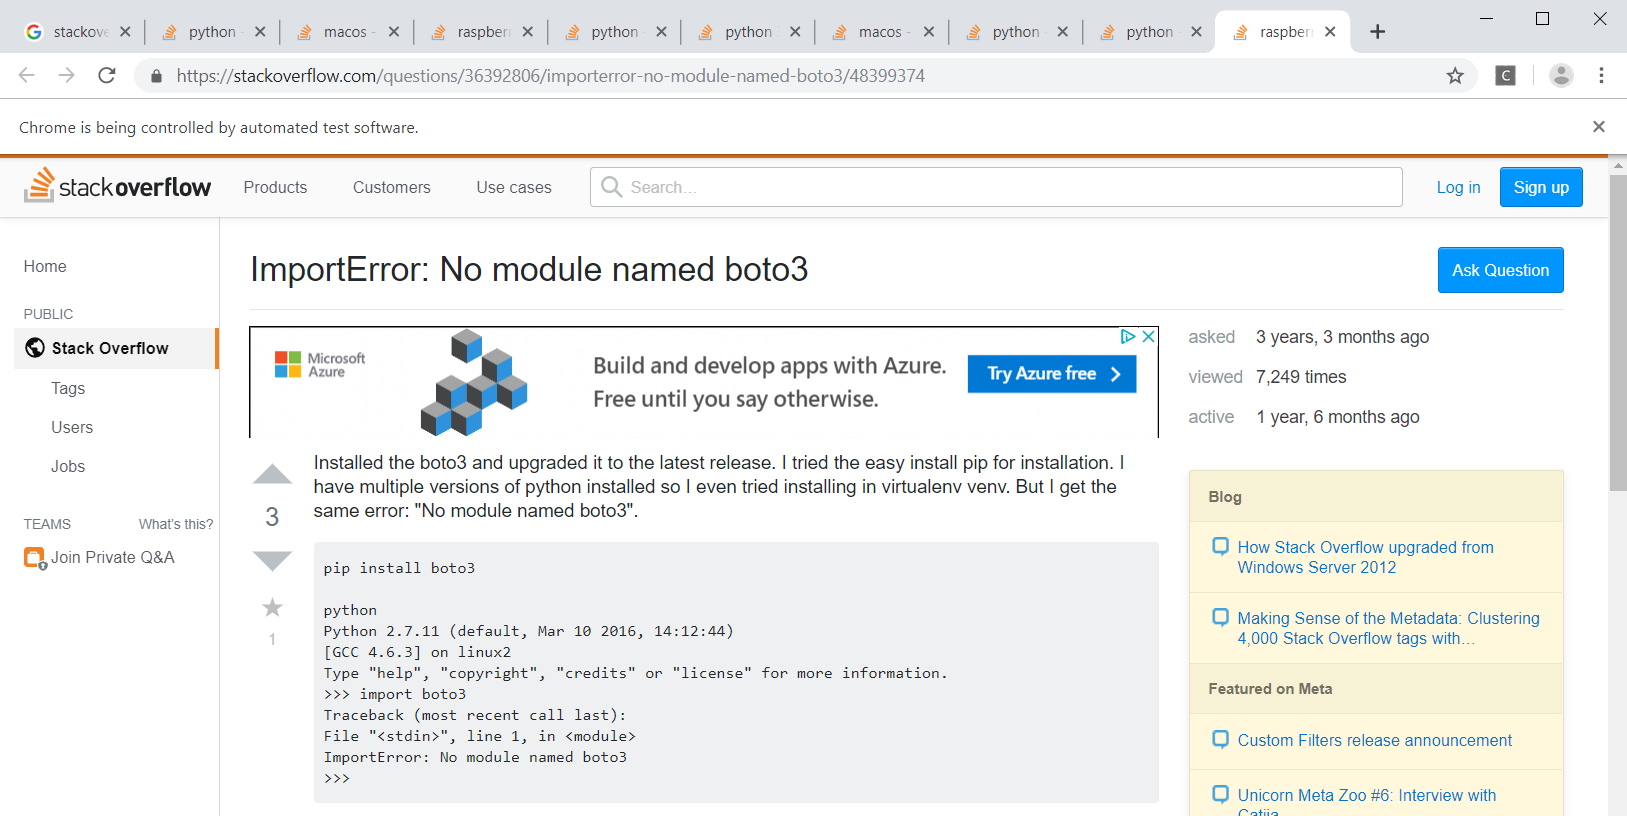 stackove
python -
macos -
raspberr
python -
python
macos -
python
python -
raspberr
https://stackoverflow.com/questions/36392806/importerror-no-module-named-boto3/48399374
C
Chrome is being controlled by automated test software.
stackoverflow
Products
Customers
Use cases
Search...
Log in
Sign up
Home
PUBLIC
Stack Overflow
Tags
Users
Jobs
TEAMS What's this?
Join Private Q&A
ImportError: No module named boto3
Ask Question
Microsoft
Azure
Build and develop apps with Azure.
Free until you say otherwise.
Try Azure free
asked 3 years, 3 months ago
viewed 7,249 times
active 1 year, 6 months ago
3
1
Installed the boto3 and upgraded it to the latest release. I tried the easy install pip for installation. I
have multiple versions of python installed so I even tried installing in virtualenv venv. But I get the
same error: "No module named boto3".
pip install boto3
python
Python 2.7.11 (default, Mar 10 2016, 14:12:44)
[GCC 4.6.3] on linux2
Type "help", "copyright", "credits" or "license" for more information.
>>> import boto3
Traceback (most recent call last):
File "<stdin>", line 1, in <module>
ImportError: No module named boto3
>>>
Blog
How Stack Overflow upgraded from
Windows Server 2012
Making Sense of the Metadata: Clustering
4,000 Stack Overflow tags with…
Featured on Meta
Custom Filters release announcement
Unicorn Meta Zoo #6: Interview with